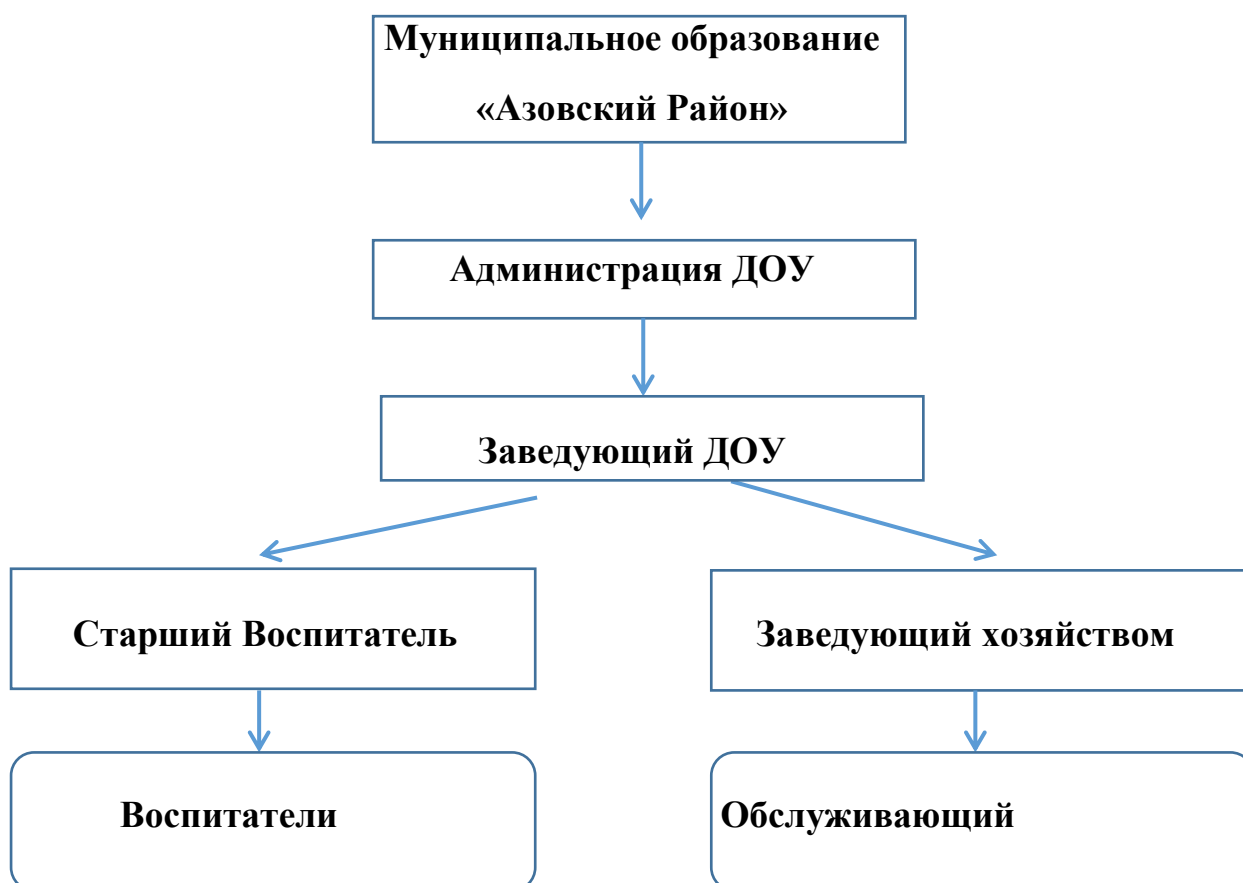 Муниципальное образование
«Азовский Район»
Администрация ДОУ
Заведующий ДОУ
Старший Воспитатель
Заведующий хозяйством
Воспитатели
Обслуживающий